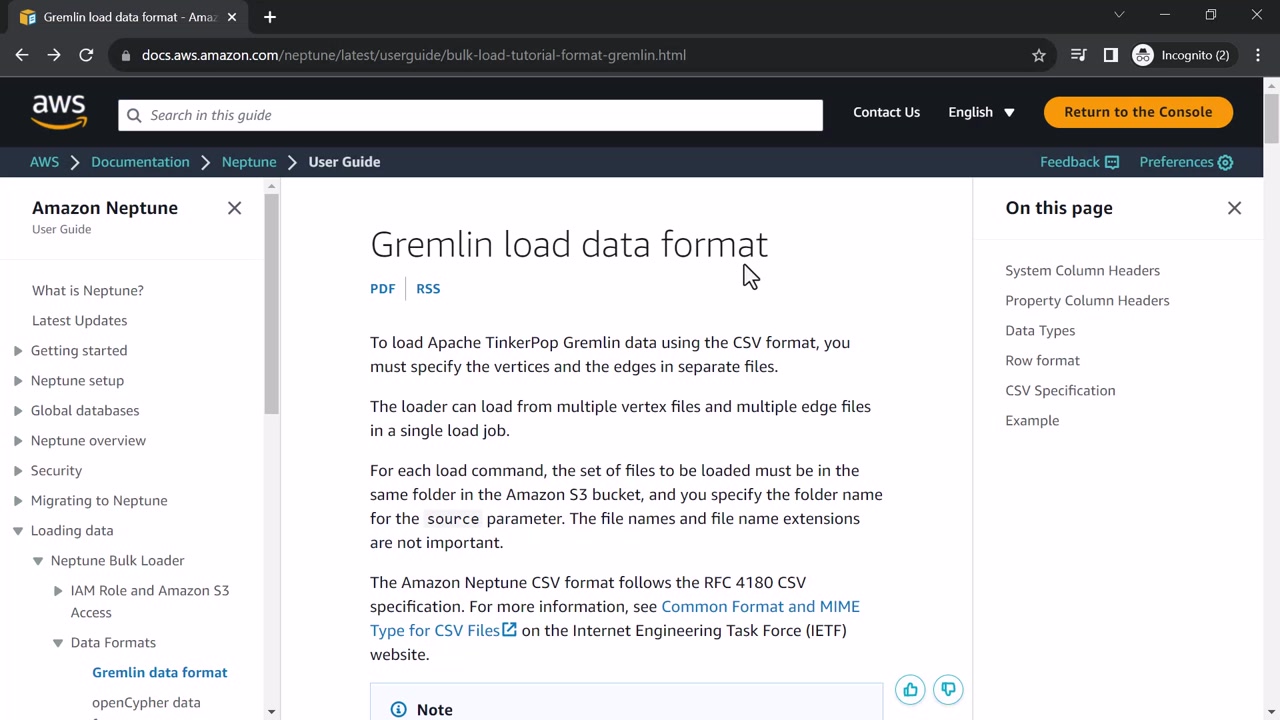 Gremlin load data format - Amaz
docs.aws.amazon.com/neptune/latest/userguide/bulk-load-tutorial-format-gremlin.html
Incognito (2)
aws
Search in this guide
Contact Us
English
Return to the Console
AWS
Documentation
Neptune
User Guide
Feedback
Preferences
Amazon Neptune
User Guide
What is Neptune?
Latest Updates
Getting started
Neptune setup
Global databases
Neptune overview
Security
Migrating to Neptune
Loading data
Neptune Bulk Loader
IAM Role and Amazon S3
Access
Data Formats
Gremlin data format
openCypher data
Gremlin load data format
PDF
RSS
To load Apache TinkerPop Gremlin data using the CSV format, you
must specify the vertices and the edges in separate files.
The loader can load from multiple vertex files and multiple edge files
in a single load job.
For each load command, the set of files to be loaded must be in the
same folder in the Amazon S3 bucket, and you specify the folder name
for the source parameter. The file names and file name extensions
are not important.
The Amazon Neptune CSV format follows the RFC 4180 CSV
specification. For more information, see Common Format and MIME
Type for CSV Files on the Internet Engineering Task Force (IETF)
website.
Note
On this page
System Column Headers
Property Column Headers
Data Types
Row format
CSV Specification
Example